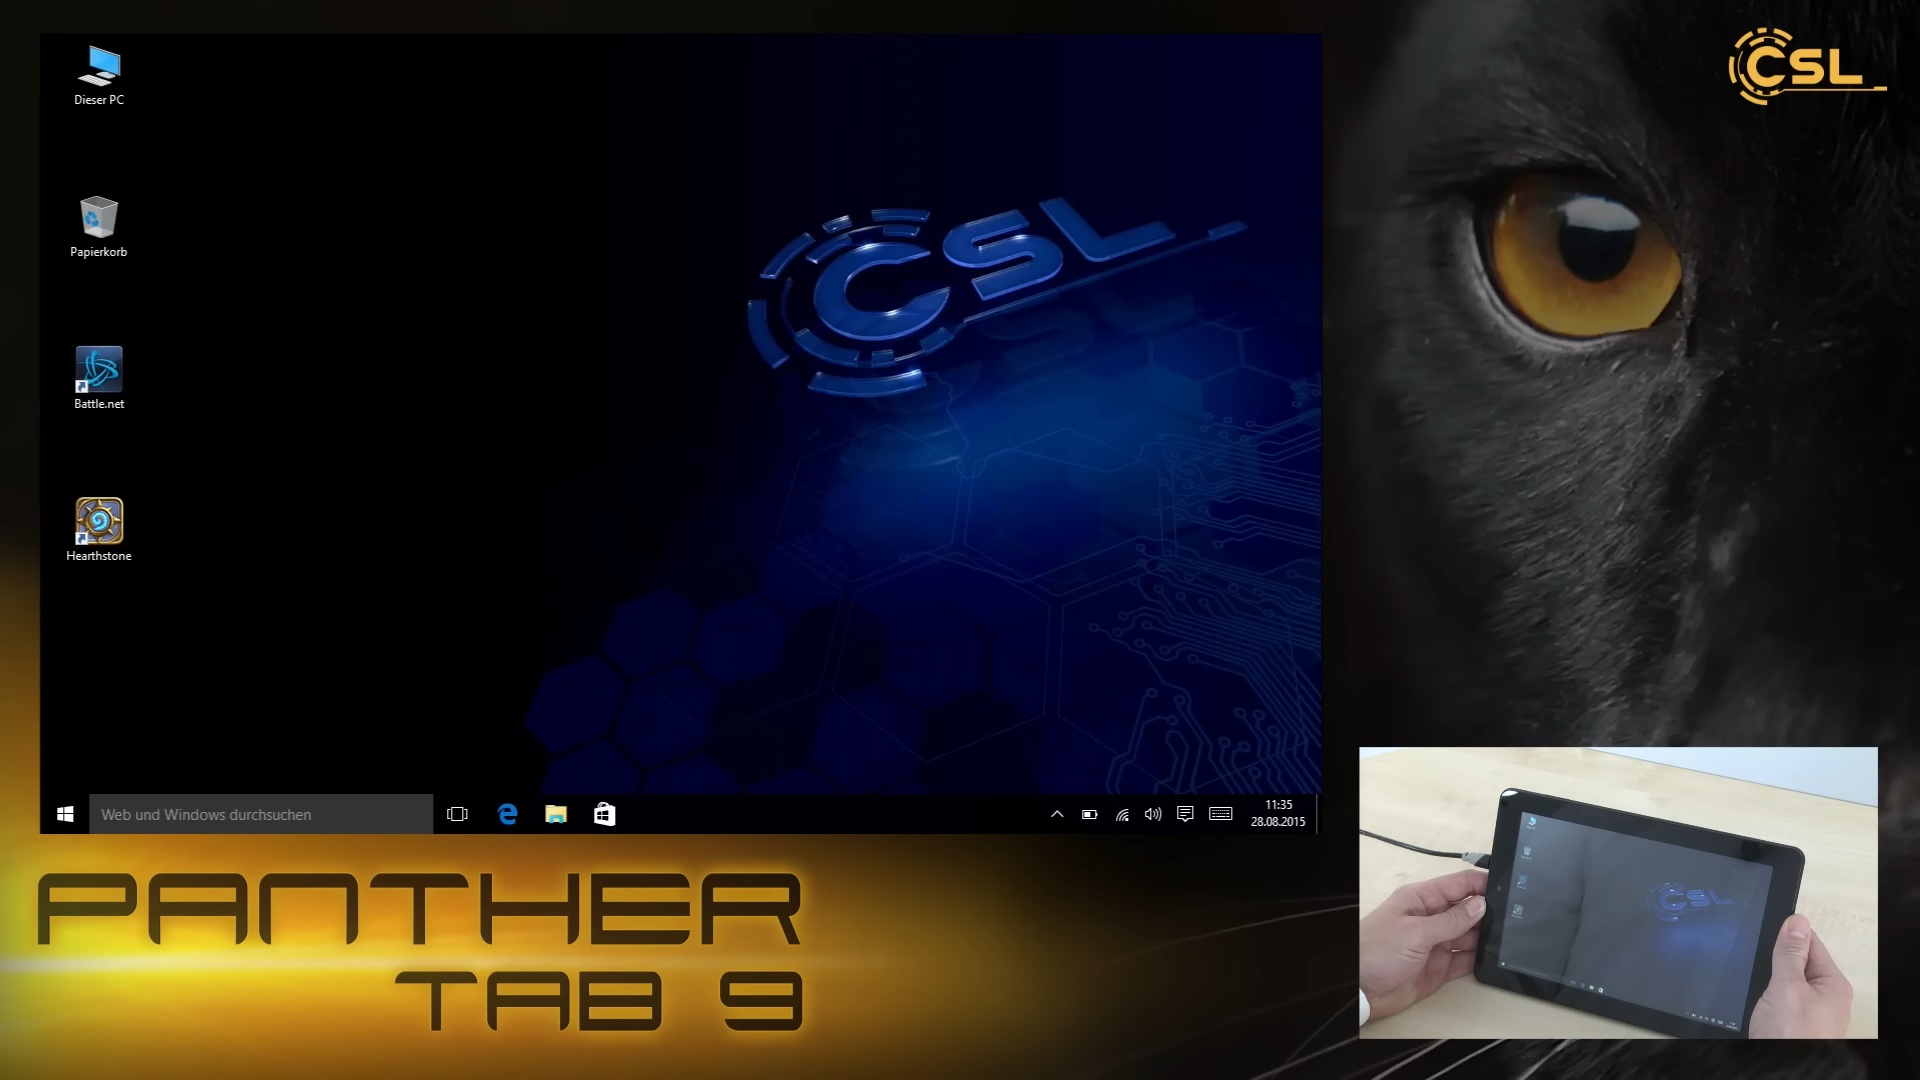 Dieser PC
CSL
Papierkorb
CSL
Battle.net
Hearthstone
Web und Windows durchsuchen
11:35
28.08.2015
PANTHER
TAB 9
CSL